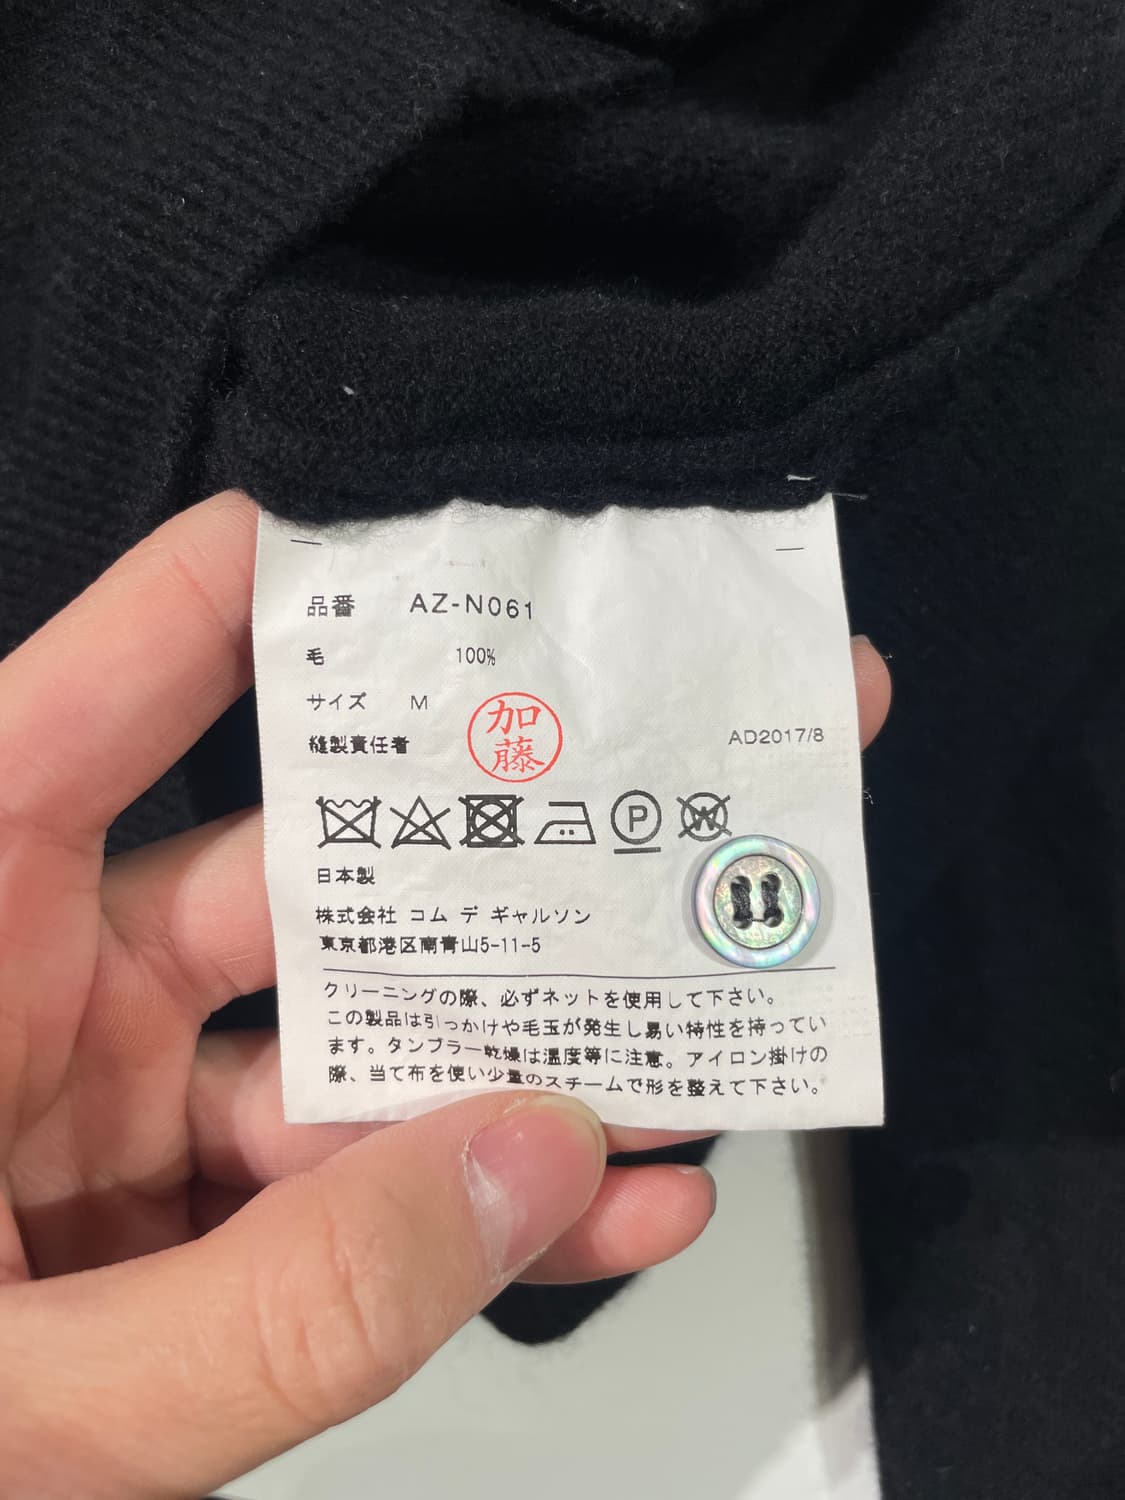 品番 AZ-N061
毛 100%
サイズ M
縫製責任者 加藤 AD2017/8
P W
日本製
株式会社 コム デ ギャルソン
東京都港区南青山5-11-5
クリーニングの際、必ずネットを使用して下さい。
この製品は引っかけや毛玉が発生し易い特性を持ってい
ます。タンブラー乾燥は温度等に注意。アイロン掛けの
際、当て布を使い少量のスチームで形を整えて下さい。